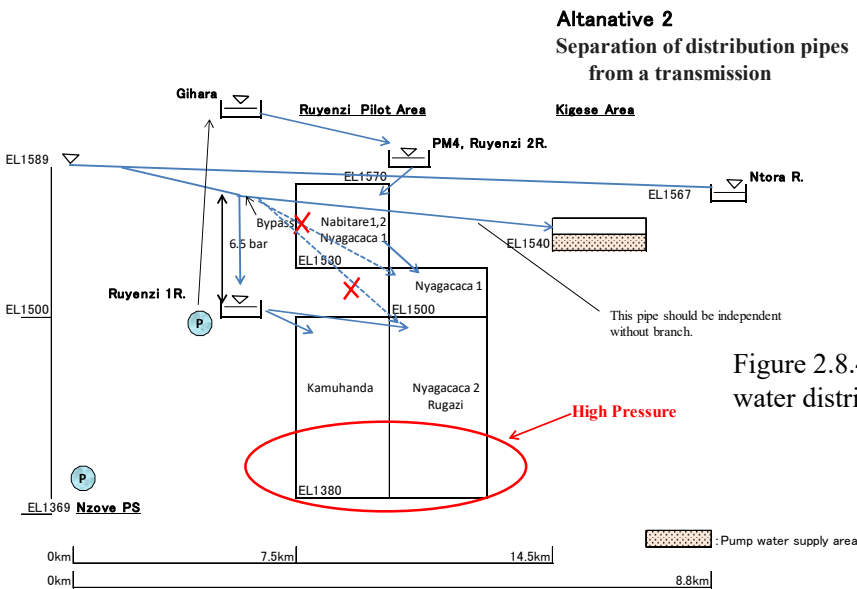 Altanative 2
Separation of distribution pipes
from a transmission
Gihara
Ruyenzi Pilot Area
Kigese Area
PM4, Ruyenzi 2R.
EL1589
EL1570
Ntora R.
EL1567
Bypass
Nabitare1,2
Nyagacaca 1
6.5 bar
EL1540
EL1530
Nyagacaca 1
Ruyenzi 1R.
EL1500
EL1500
This pipe should be independent
without branch.
P
Figure 2.8.4
water distri
Kamuhanda
Nyagacaca 2
Rugazi
High Pressure
P
EL1380
EL1369 Nzove PS
:Pump water supply area
0km
7.5km
14.5km
0km
8.8km